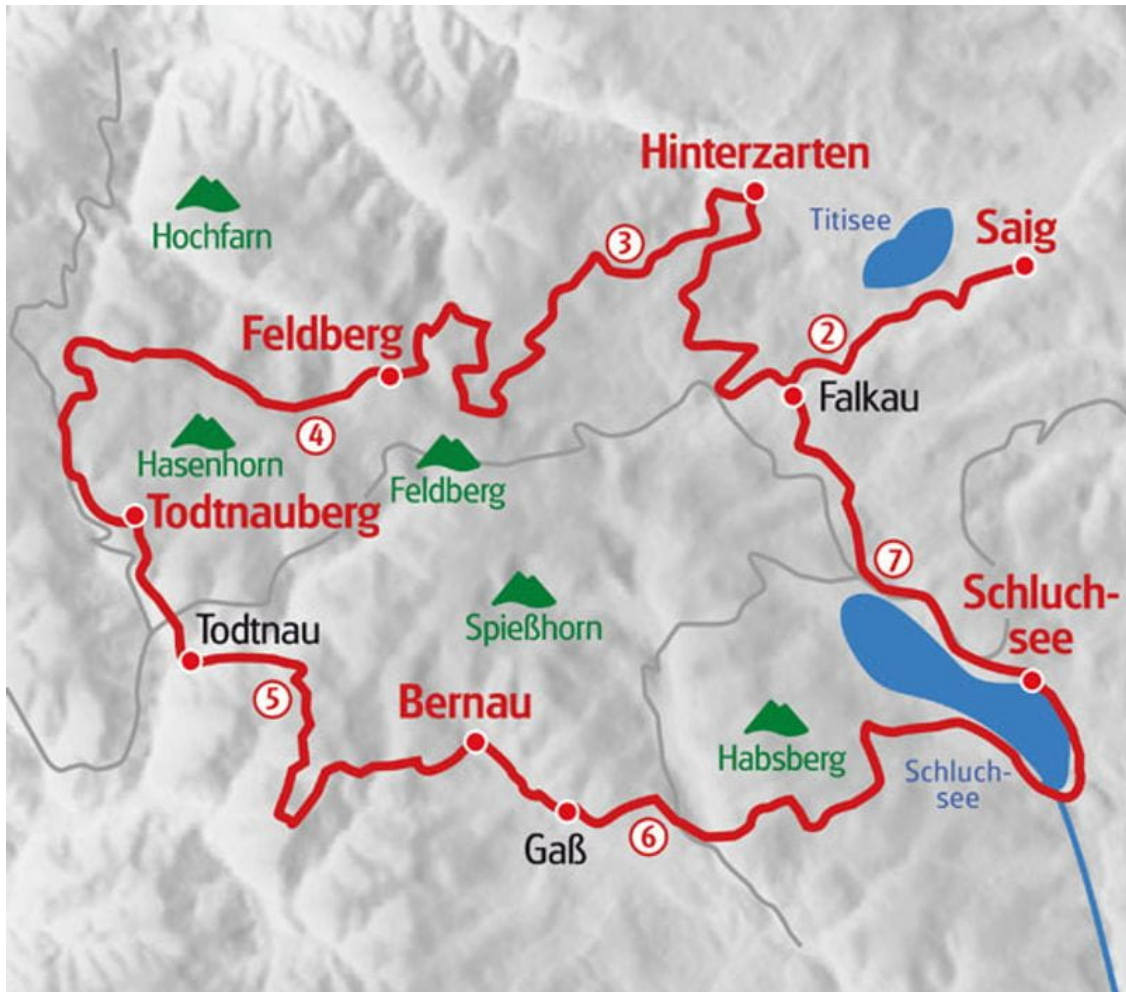 Hinterzarten
Titisee
Saig
Hochfarn
3
Feldberg
2
Falkau
4
Hasenhorn
Feldberg
Todtnauberg
7
Schluch-
see
Spießhorn
Todtnau
5
Bernau
Habsberg
Schluch-
see
Gaß
6